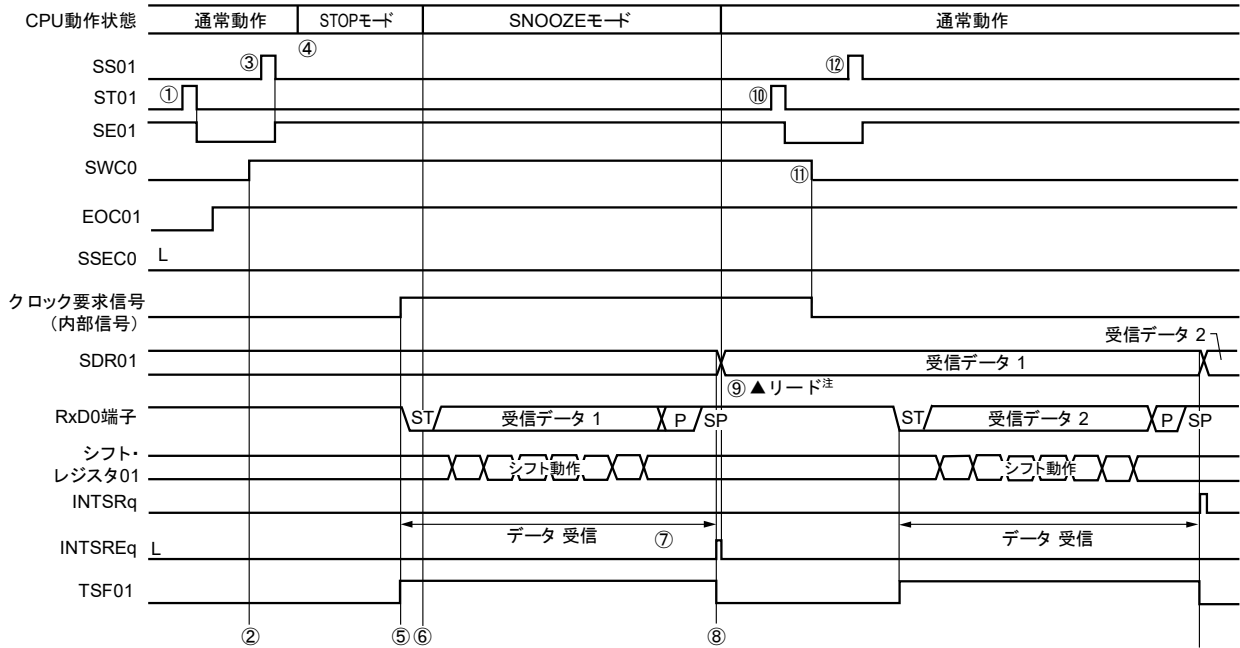 CPU動作状態 通常動作 STOPモード SNOOZEモード 通常動作
④
SS01 ③ ⑫
ST01 ① ⑩
SE01
SWC0 ⑪
EOC01
SSEC0 L
クロック要求信号
（内部信号）
受信データ 2
SDR01 受信データ 1
⑨ ▲リード注
RxD0端子 ST 受信データ 1 P SP ST 受信データ 2 P SP
シフト・
レジスタ01 シフト動作 シフト動作
INTSRq
データ 受信 ⑦ データ 受信
INTSREq L
TSF01
② ⑤ ⑥ ⑧